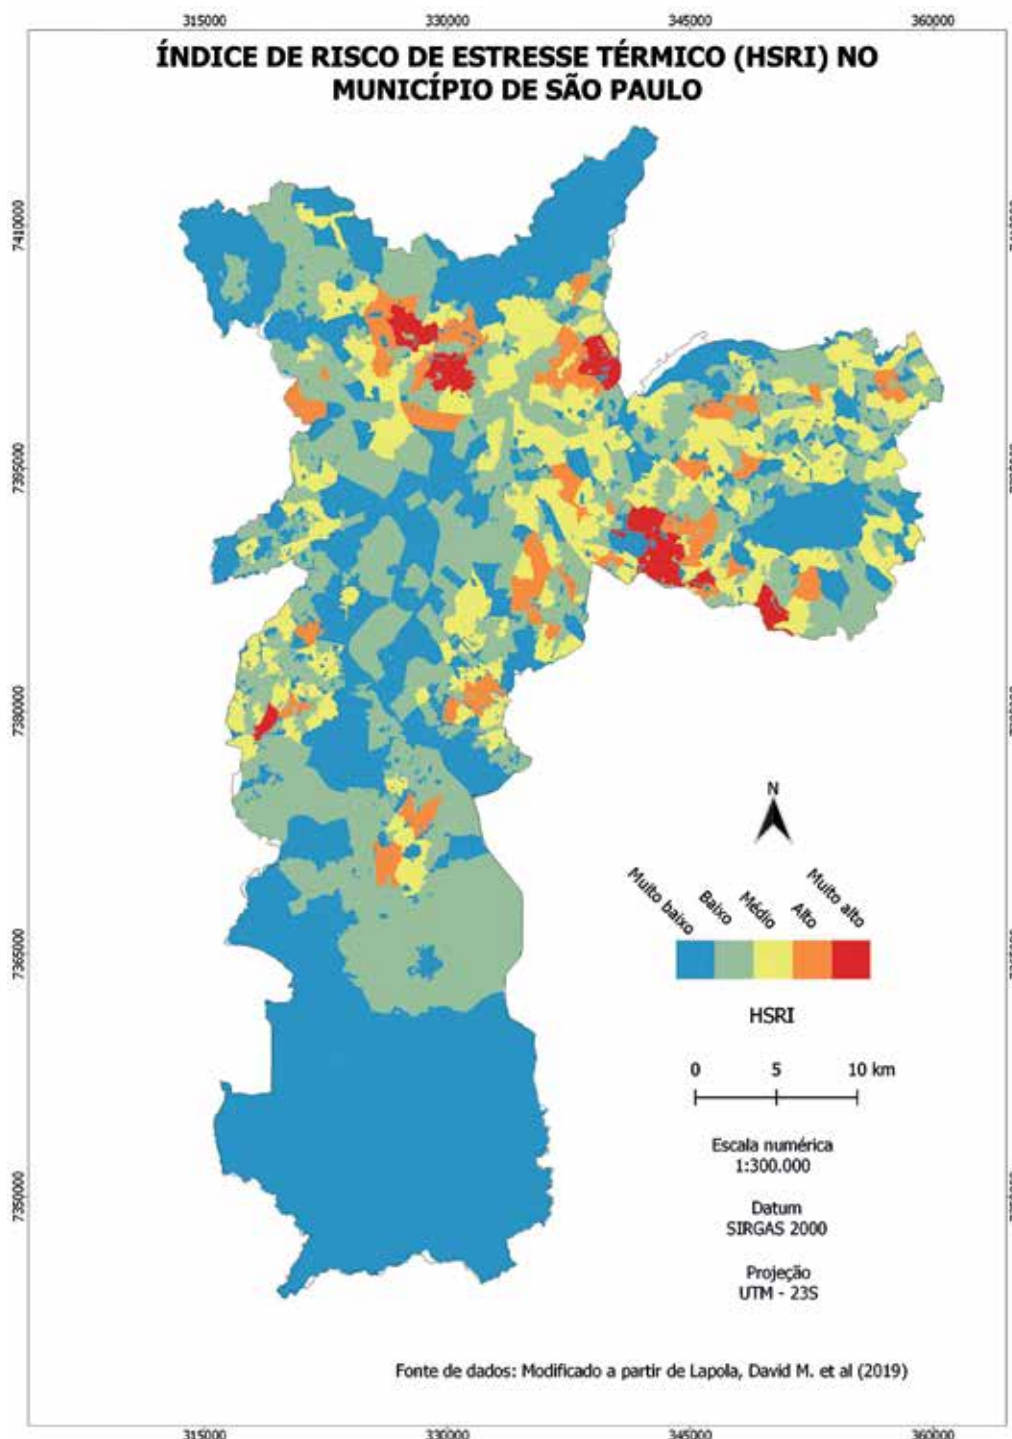 315000 330000 345000 360000
ÍNDICE DE RISCO DE ESTRESSE TÉRMICO (HSRI) NO
MUNICÍPIO DE SÃO PAULO
7410000
7395000
7380000
7365000
7350000
N
Muito baixo
Baixo
Médio
Alto
Muito alto
HSRI
0 5 10 km
Escala numérica
1:300.000
Datum
SIRGAS 2000
Projeção
UTM - 23S
Fonte de dados: Modificado a partir de Lapola, David M. et al (2019)
315000 330000 345000 360000